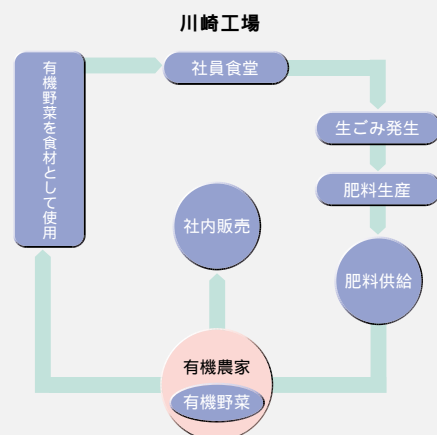 川崎工場
社員食堂
有機野菜を食材として使用
生ごみ発生
肥料生産
社内販売
肥料供給
有機農家
有機野菜